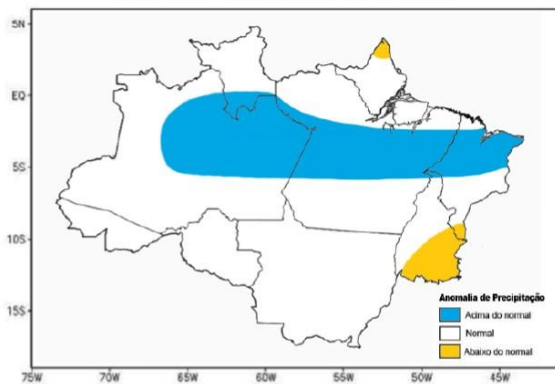 5N
EQ
5S
10S
15S
75W
70W
65W
60W
55W
50W
45W
Anomalia de Precipitação
Acima do normal
Normal
Abaixo do normal